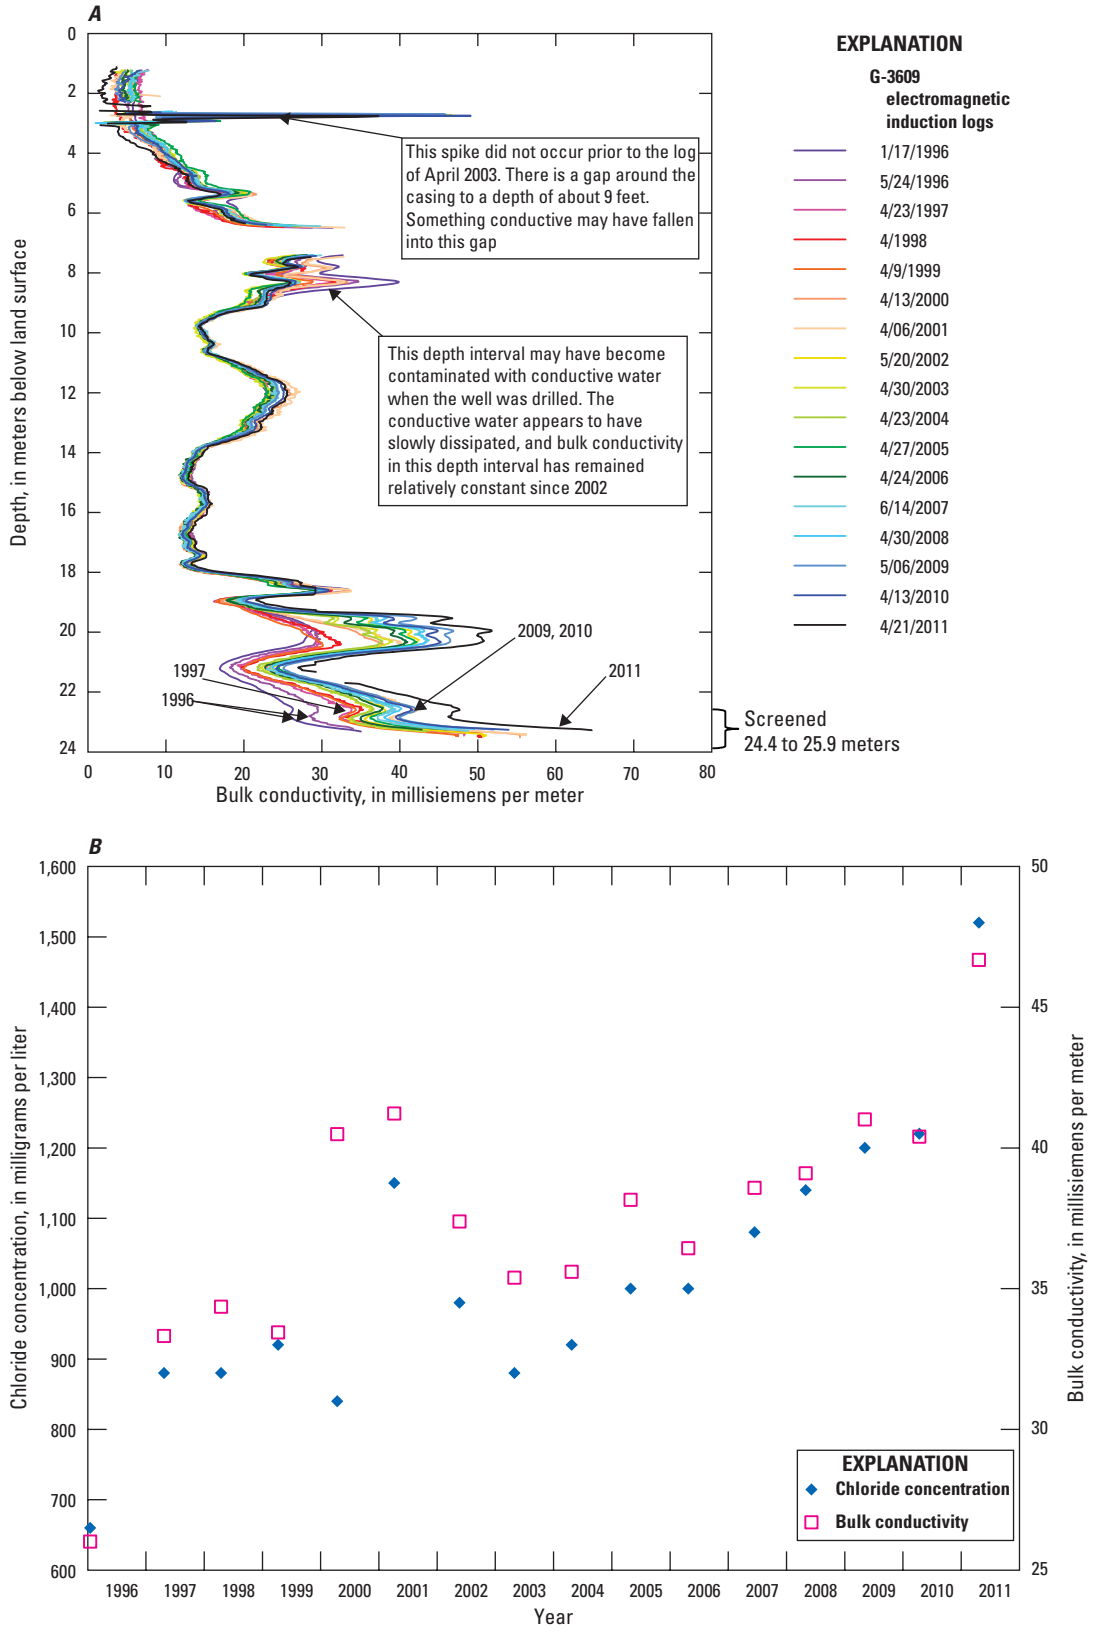 A
0
2
4
6
8
10
12
14
16
18
20
22
24
Depth, in meters below land surface
0
10
20
30
40
50
60
70
80
Bulk conductivity, in millisiemens per meter
This spike did not occur prior to the log
of April 2003. There is a gap around the
casing to a depth of about 9 feet.
Something conductive may have fallen
into this gap
This depth interval may have become
contaminated with conductive water
when the well was drilled. The
conductive water appears to have
slowly dissipated, and bulk conductivity
in this depth interval has remained
relatively constant since 2002
2009, 2010
1997
1996
2011
Screened
24.4 to 25.9 meters
EXPLANATION
G-3609
electromagnetic
induction logs
1/17/1996
5/24/1996
4/23/1997
4/1998
4/9/1999
4/13/2000
4/06/2001
5/20/2002
4/30/2003
4/23/2004
4/27/2005
4/24/2006
6/14/2007
4/30/2008
5/06/2009
4/13/2010
4/21/2011
B
1,600
1,500
1,400
1,300
1,200
1,100
1,000
900
800
700
600
Chloride concentration, in milligrams per liter
50
45
40
35
30
25
Bulk conductivity, in millisiemens per meter
EXPLANATION
Chloride concentration
Bulk conductivity
1996
1997
1998
1999
2000
2001
2002
2003
2004
2005
2006
2007
2008
2009
2010
2011
Year